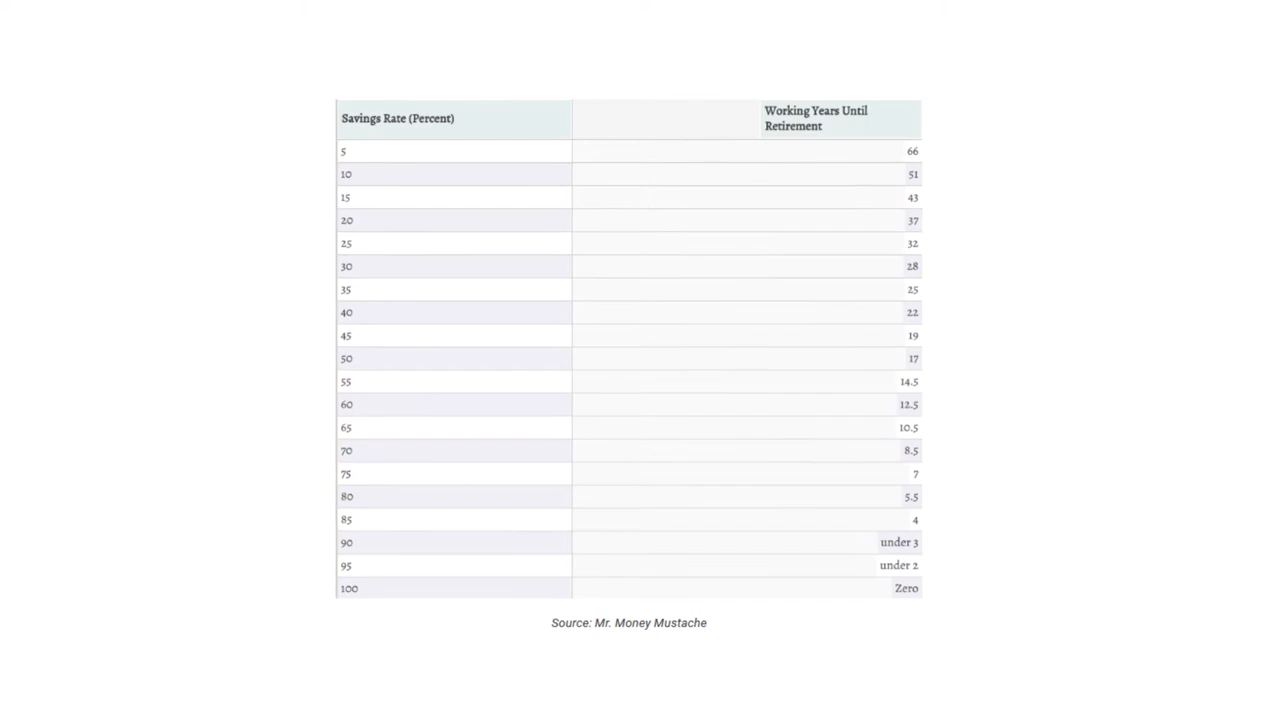 Savings Rate (Percent) Working Years Until
Retirement
5 66
10 51
15 43
20 37
25 32
30 28
35 25
40 22
45 19
50 17
55 14.5
60 12.5
65 10.5
70 8.5
75 7
80 5.5
85 4
90 under 3
95 under 2
100 Zero
Source: Mr. Money Mustache